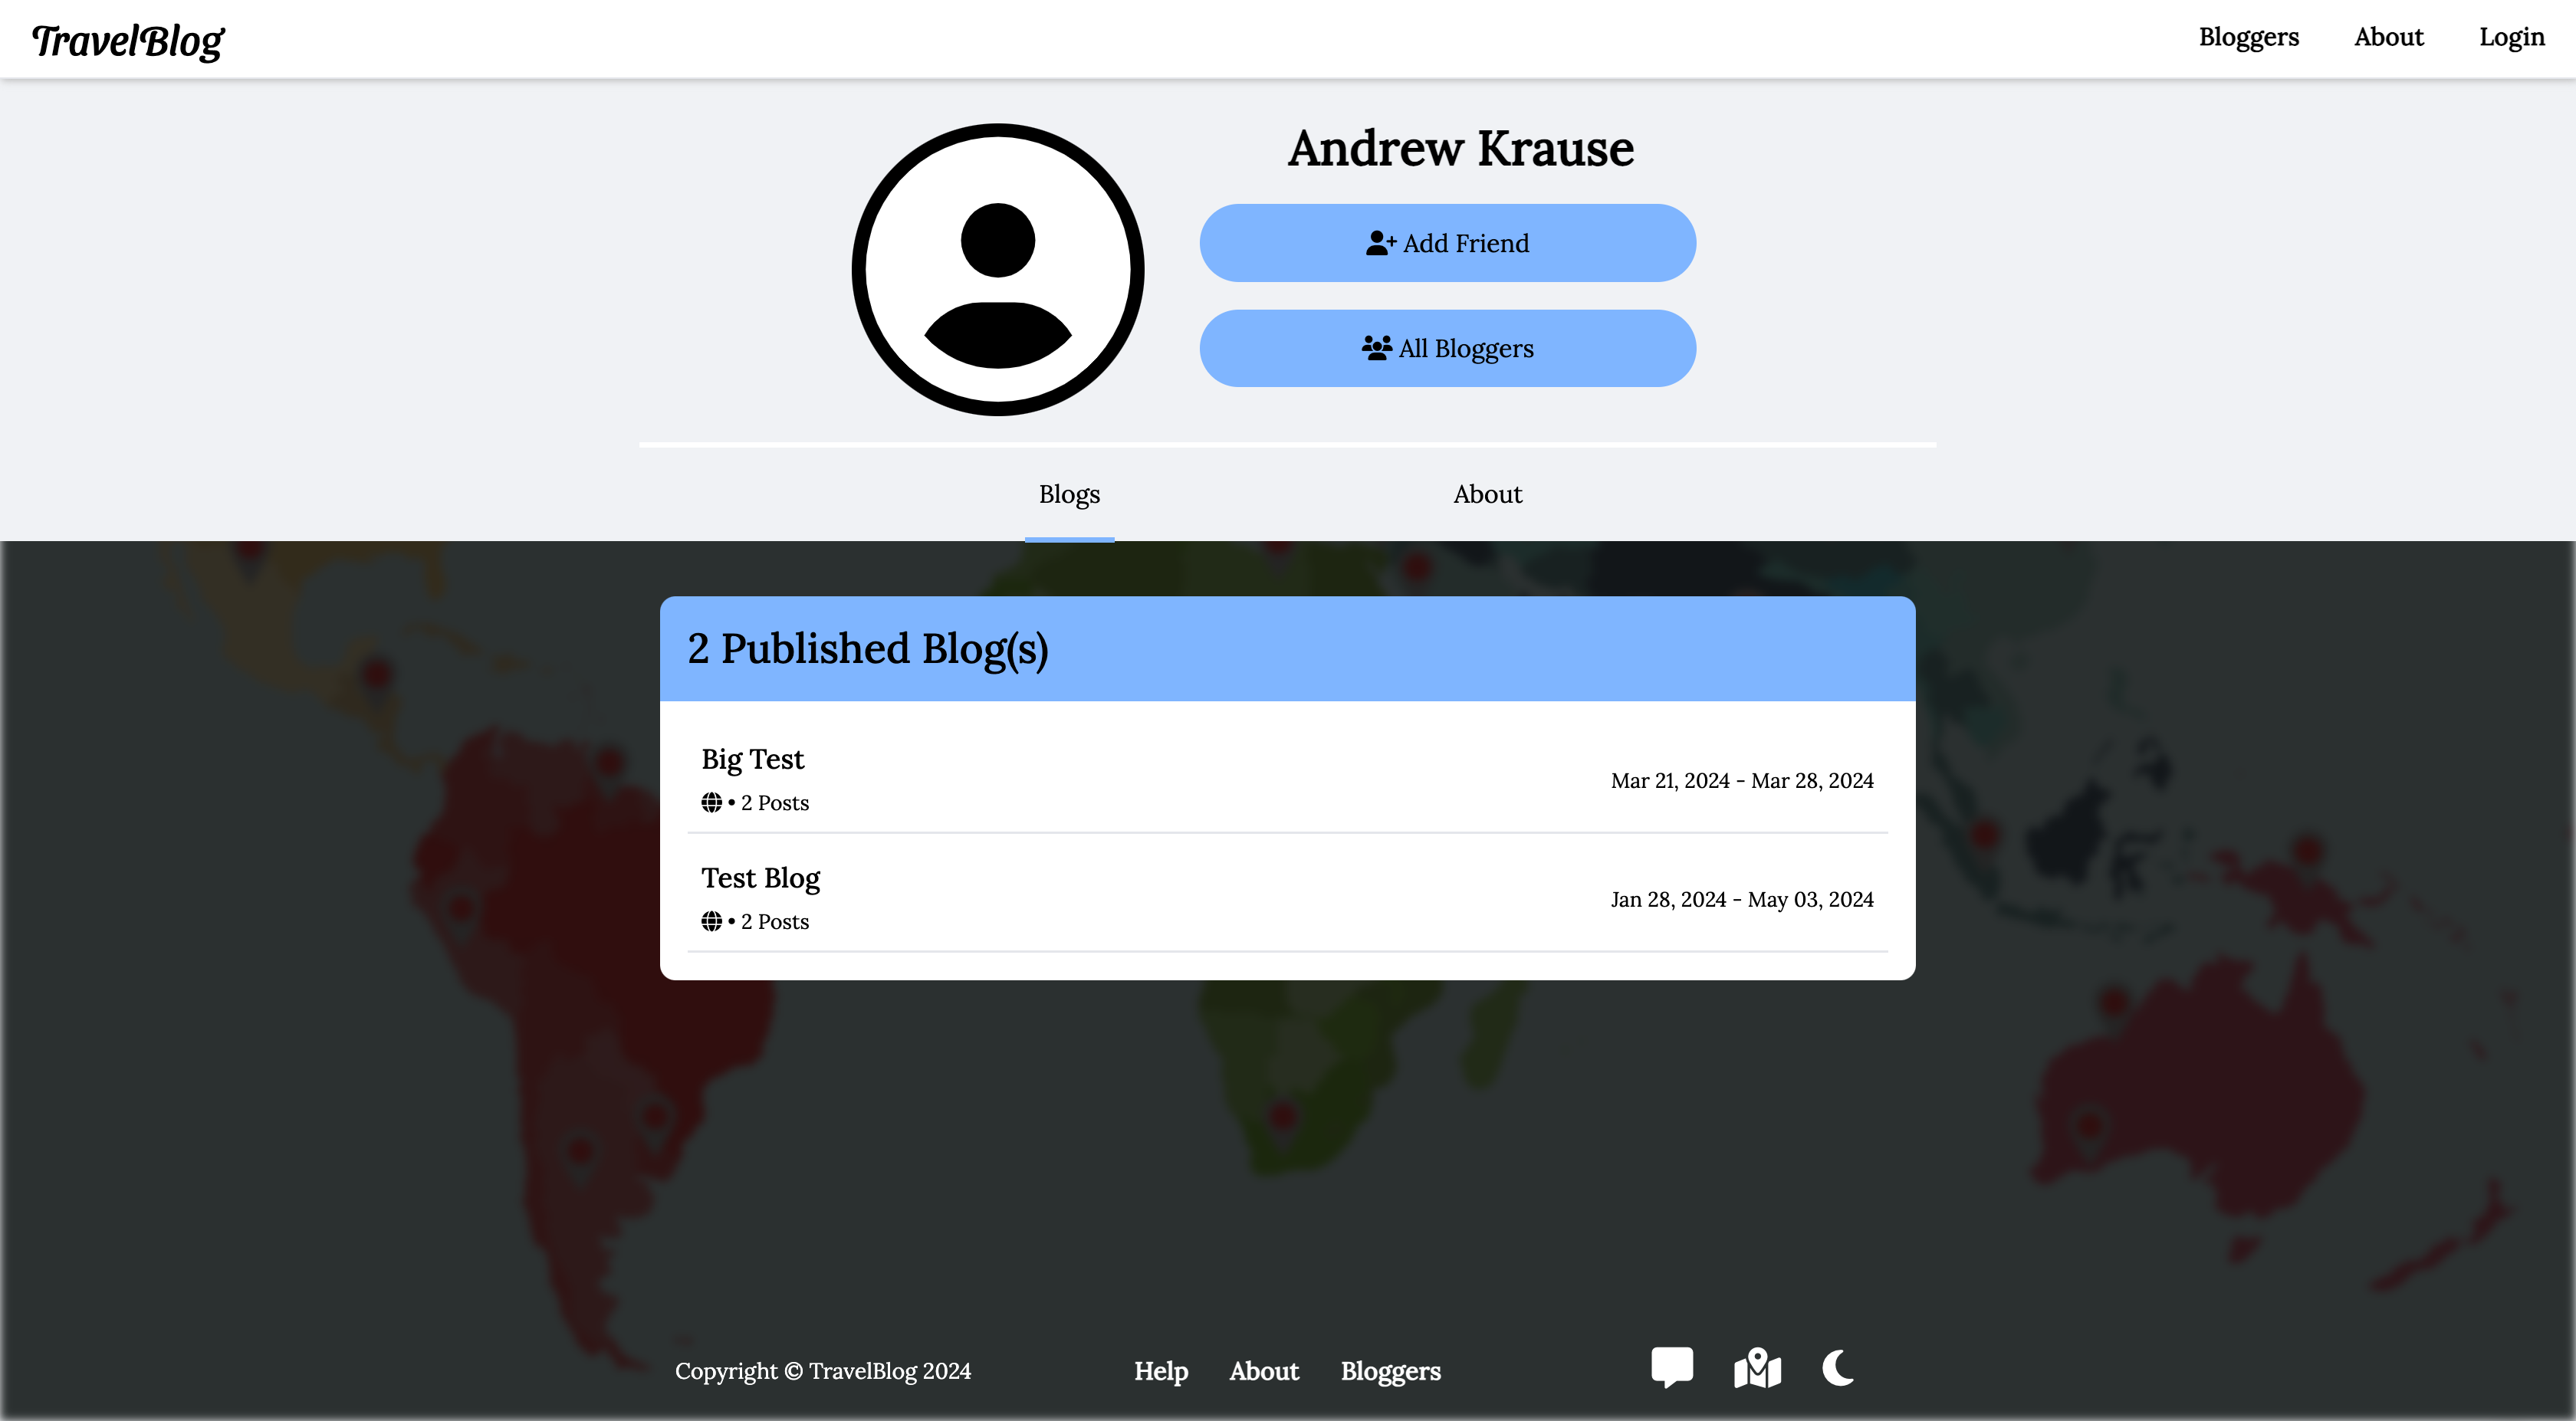 TravelBlog
Bloggers About Login
Andrew Krause
Add Friend
All Bloggers
Blogs About
2 Published Blog(s)
Big Test
• 2 Posts
Mar 21, 2024 - Mar 28, 2024
Test Blog
• 2 Posts
Jan 28, 2024 - May 03, 2024
Copyright © TravelBlog 2024 Help About Bloggers